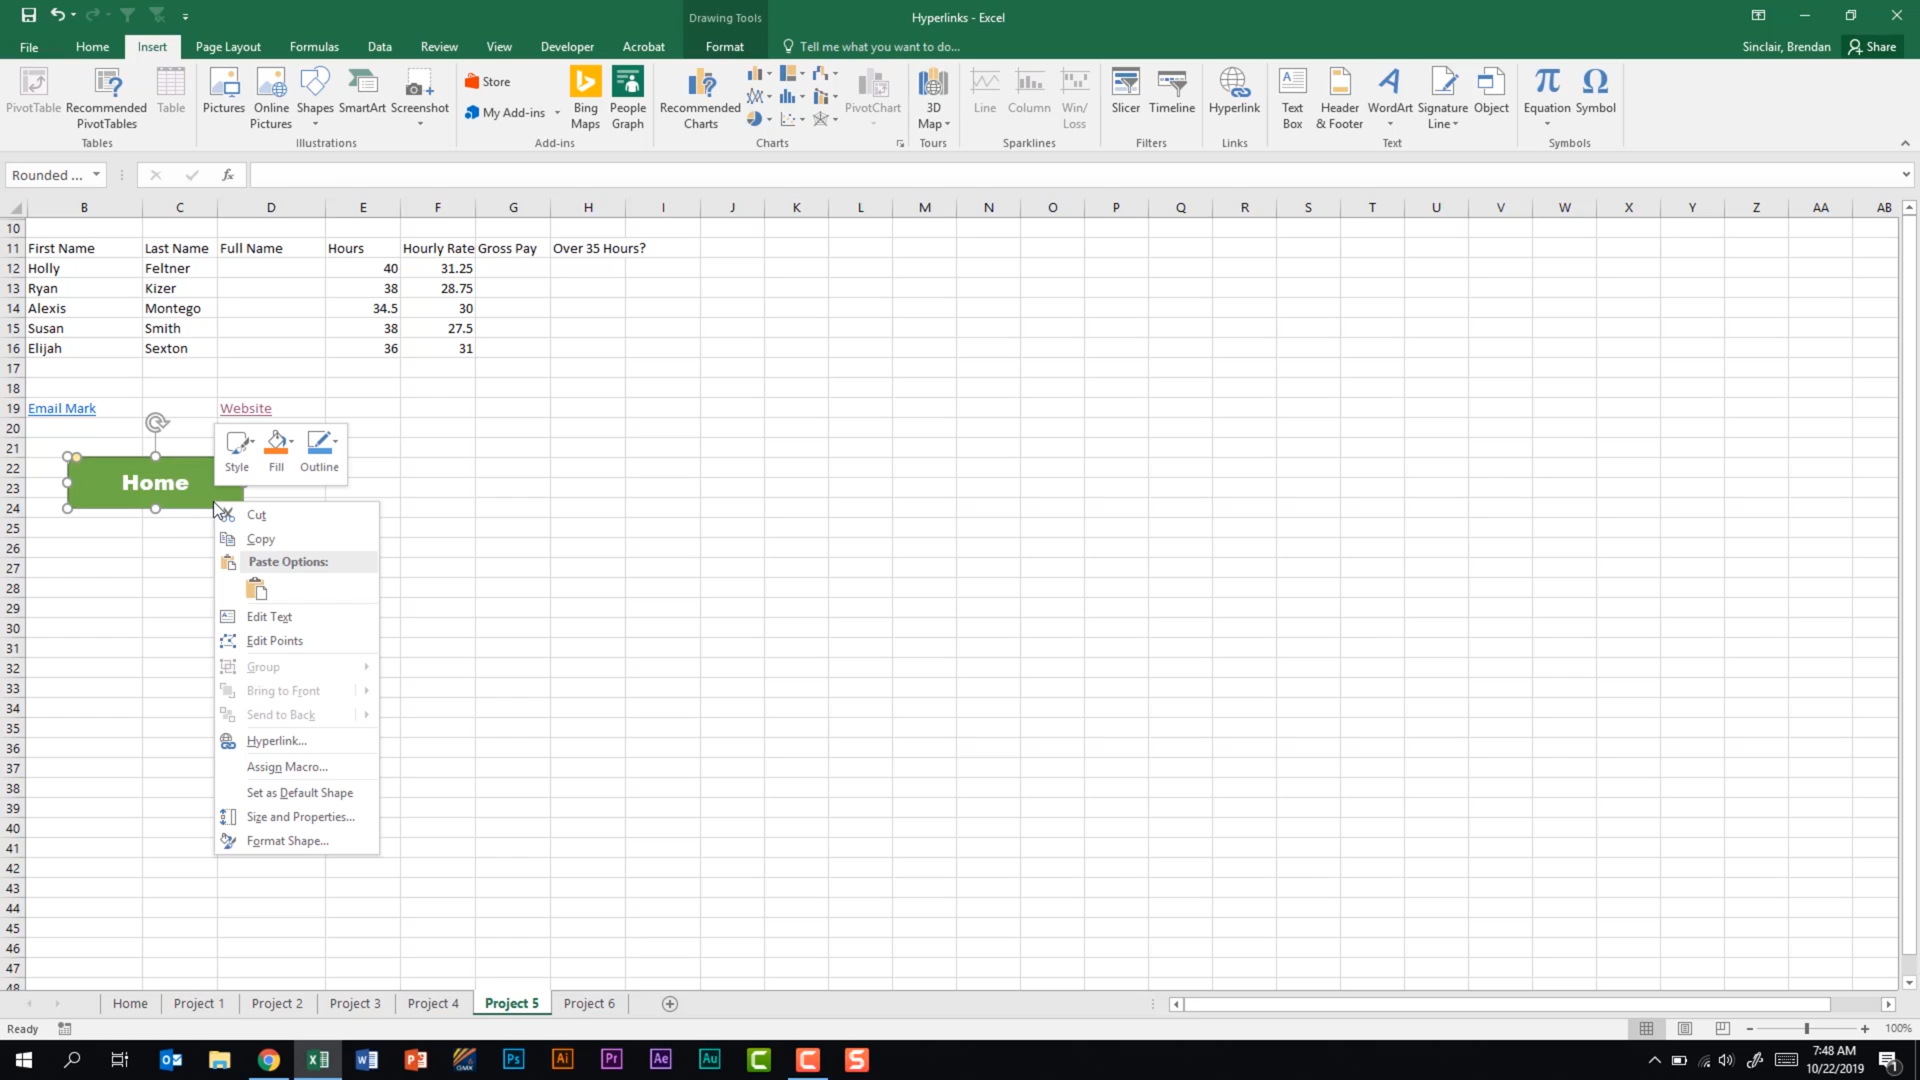 Drawing Tools
Hyperlinks - Excel
File Home Insert Page Layout Formulas Data Review View Developer Acrobat Format Tell me what you want to do... Sinclair, Brendan Share
PivotTable Recommended PivotTables Table
Pictures Online Pictures Shapes SmartArt Screenshot
Store
My Add-ins
Bing Maps People Graph
Recommended Charts PivotChart
3D Map
Line Column Win/Loss
Slicer Timeline Hyperlink
Text Box Header & Footer WordArt Signature Line Object
Equation Symbol
Tables Illustrations Add-ins Charts Tours Sparklines Filters Links Text Symbols
Rounded ... fx
B C D E F G H I J K L M N O P Q R S T U V W X Y Z AA AB
10
11 First Name Last Name Full Name Hours Hourly Rate Gross Pay Over 35 Hours?
12 Holly Feltner 40 31.25
13 Ryan Kizer 38 28.75
14 Alexis Montego 34.5 30
15 Susan Smith 38 27.5
16 Elijah Sexton 36 31
17
18
19 Email Mark Website
20
21
22
23
24
25
26
27
28
29
30
31
32
33
34
35
36
37
38
39
40
41
42
43
44
45
46
47
48
Home
Style Fill Outline
Cut
Copy
Paste Options:
Edit Text
Edit Points
Group
Bring to Front
Send to Back
Hyperlink...
Assign Macro...
Set as Default Shape
Size and Properties...
Format Shape...
Home Project 1 Project 2 Project 3 Project 4 Project 5 Project 6
Ready 100%
7:48 AM
10/22/2019